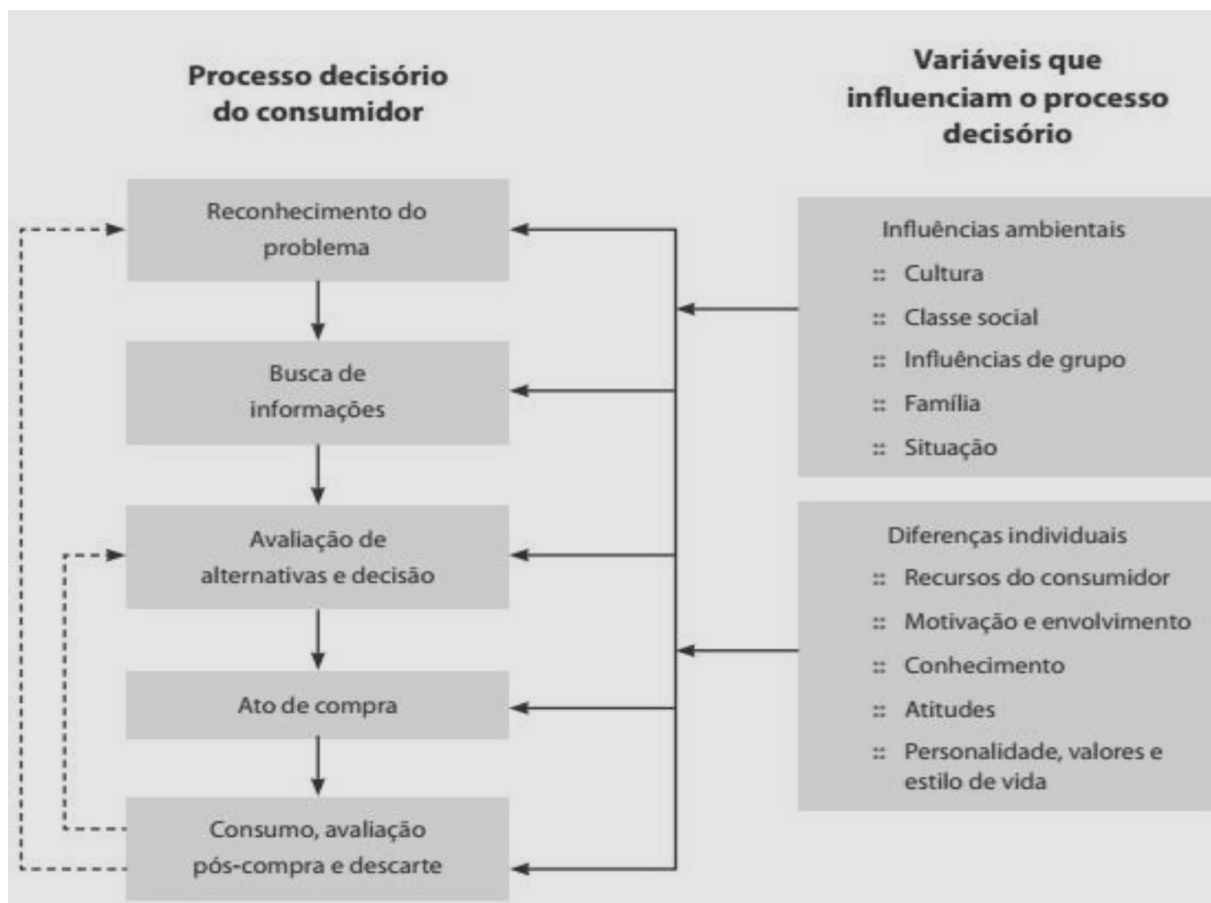 Processo decisório
do consumidor
Reconhecimento do
problema
Busca de
informações
Avaliação de
alternativas e decisão
Ato de compra
Consumo, avaliação
pós-compra e descarte
Variáveis que
influenciam o processo
decisório
Influências ambientais
:: Cultura
:: Classe social
:: Influências de grupo
:: Família
:: Situação
Diferenças individuais
:: Recursos do consumidor
:: Motivação e envolvimento
:: Conhecimento
:: Atitudes
:: Personalidade, valores e
estilo de vida